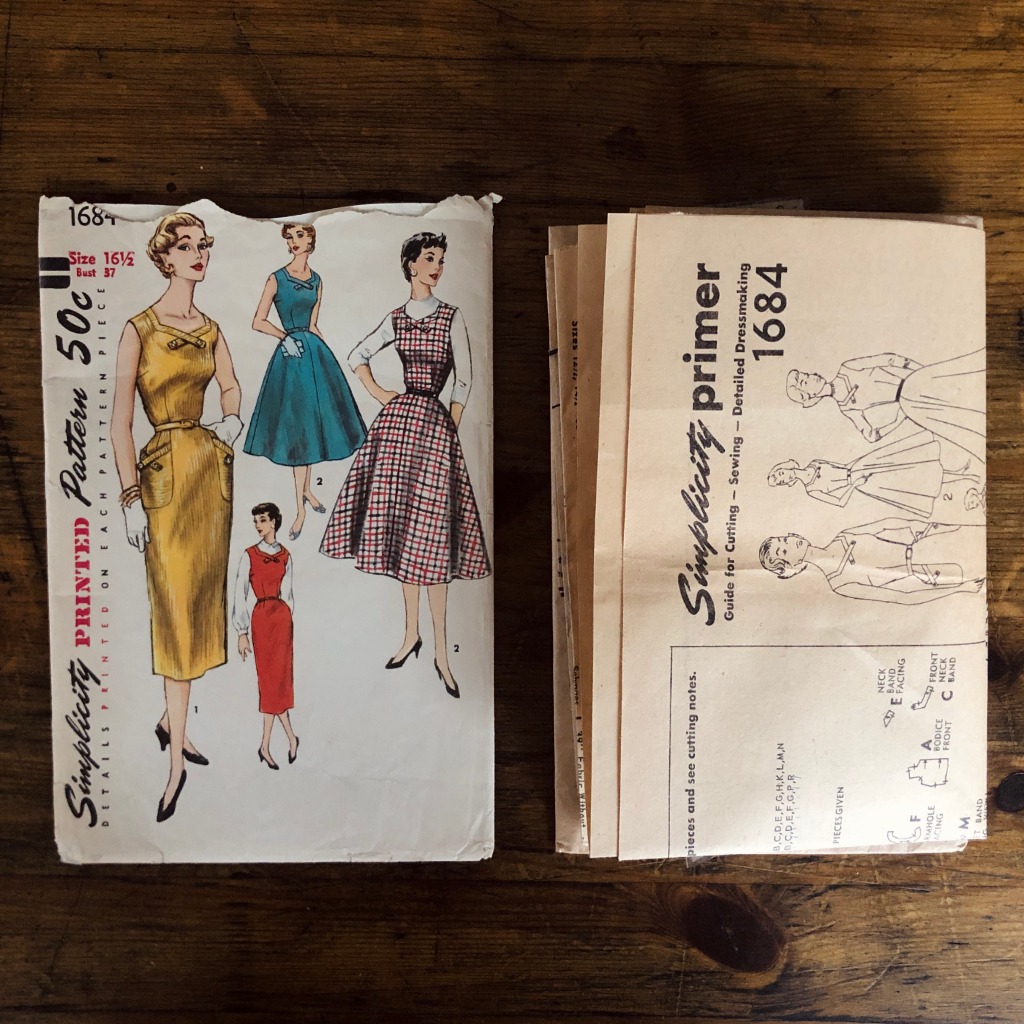 1684
Size 16½
Bust 37
Simplicity PRINTED Pattern 50c
DETAILS PRINTED ON EACH PATTERN PIECE
2
2
1
Simplicity primer
Guide for Cutting – Sewing – Detailed Dressmaking
1684
2
pieces and see cutting notes.
B,C,D,E,F,G,H,K,L,M,N
B,C,D,E,F,G,P,R
PIECES GIVEN
NECK
BAND
E FACING
FRONT
NECK
C BAND
A
BODICE
FRONT
F
M
BAND